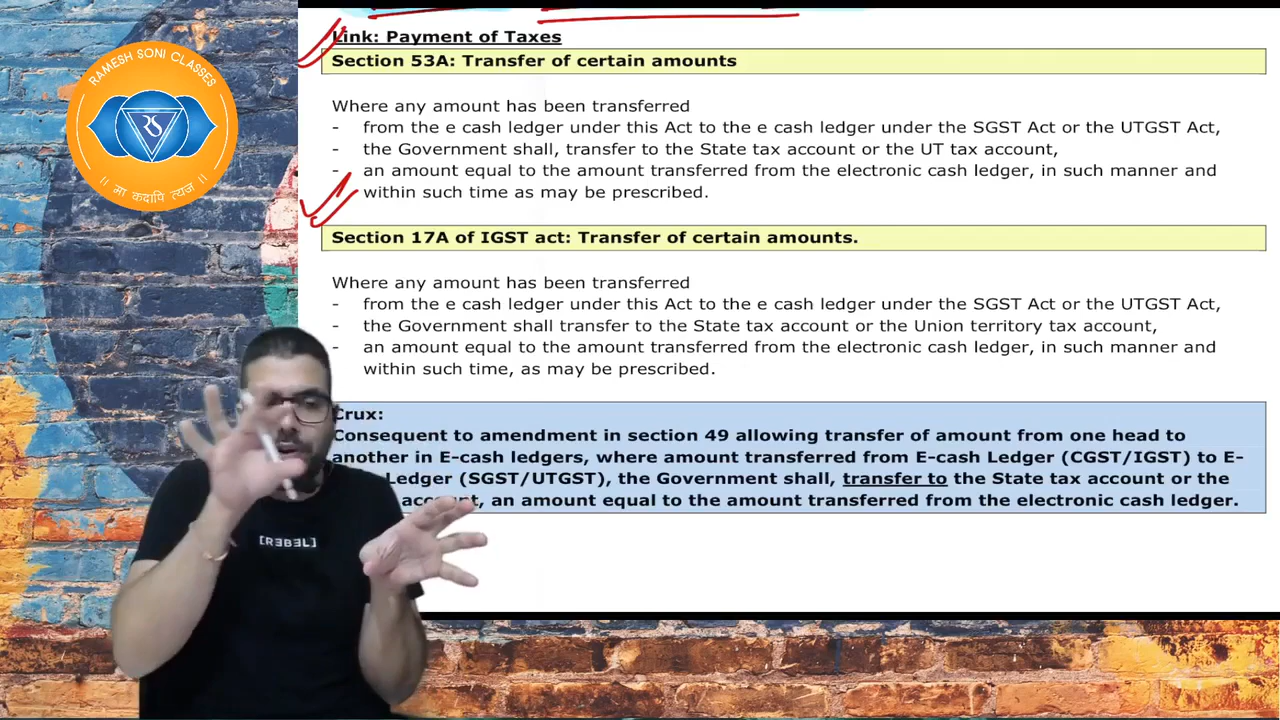 RAMESH SONI CLASSES
।। मा कदापि त्यज ।।
Link: Payment of Taxes
Section 53A: Transfer of certain amounts
Where any amount has been transferred
- from the e cash ledger under this Act to the e cash ledger under the SGST Act or the UTGST Act,
- the Government shall, transfer to the State tax account or the UT tax account,
- an amount equal to the amount transferred from the electronic cash ledger, in such manner and
within such time as may be prescribed.
Section 17A of IGST act: Transfer of certain amounts.
Where any amount has been transferred
- from the e cash ledger under this Act to the e cash ledger under the SGST Act or the UTGST Act,
- the Government shall transfer to the State tax account or the Union territory tax account,
- an amount equal to the amount transferred from the electronic cash ledger, in such manner and
within such time, as may be prescribed.
Crux:
Consequent to amendment in section 49 allowing transfer of amount from one head to
another in E-cash ledgers, where amount transferred from E-cash Ledger (CGST/IGST) to E-
Ledger (SGST/UTGST), the Government shall, transfer to the State tax account or the
account, an amount equal to the amount transferred from the electronic cash ledger.
[RƎBƎL]